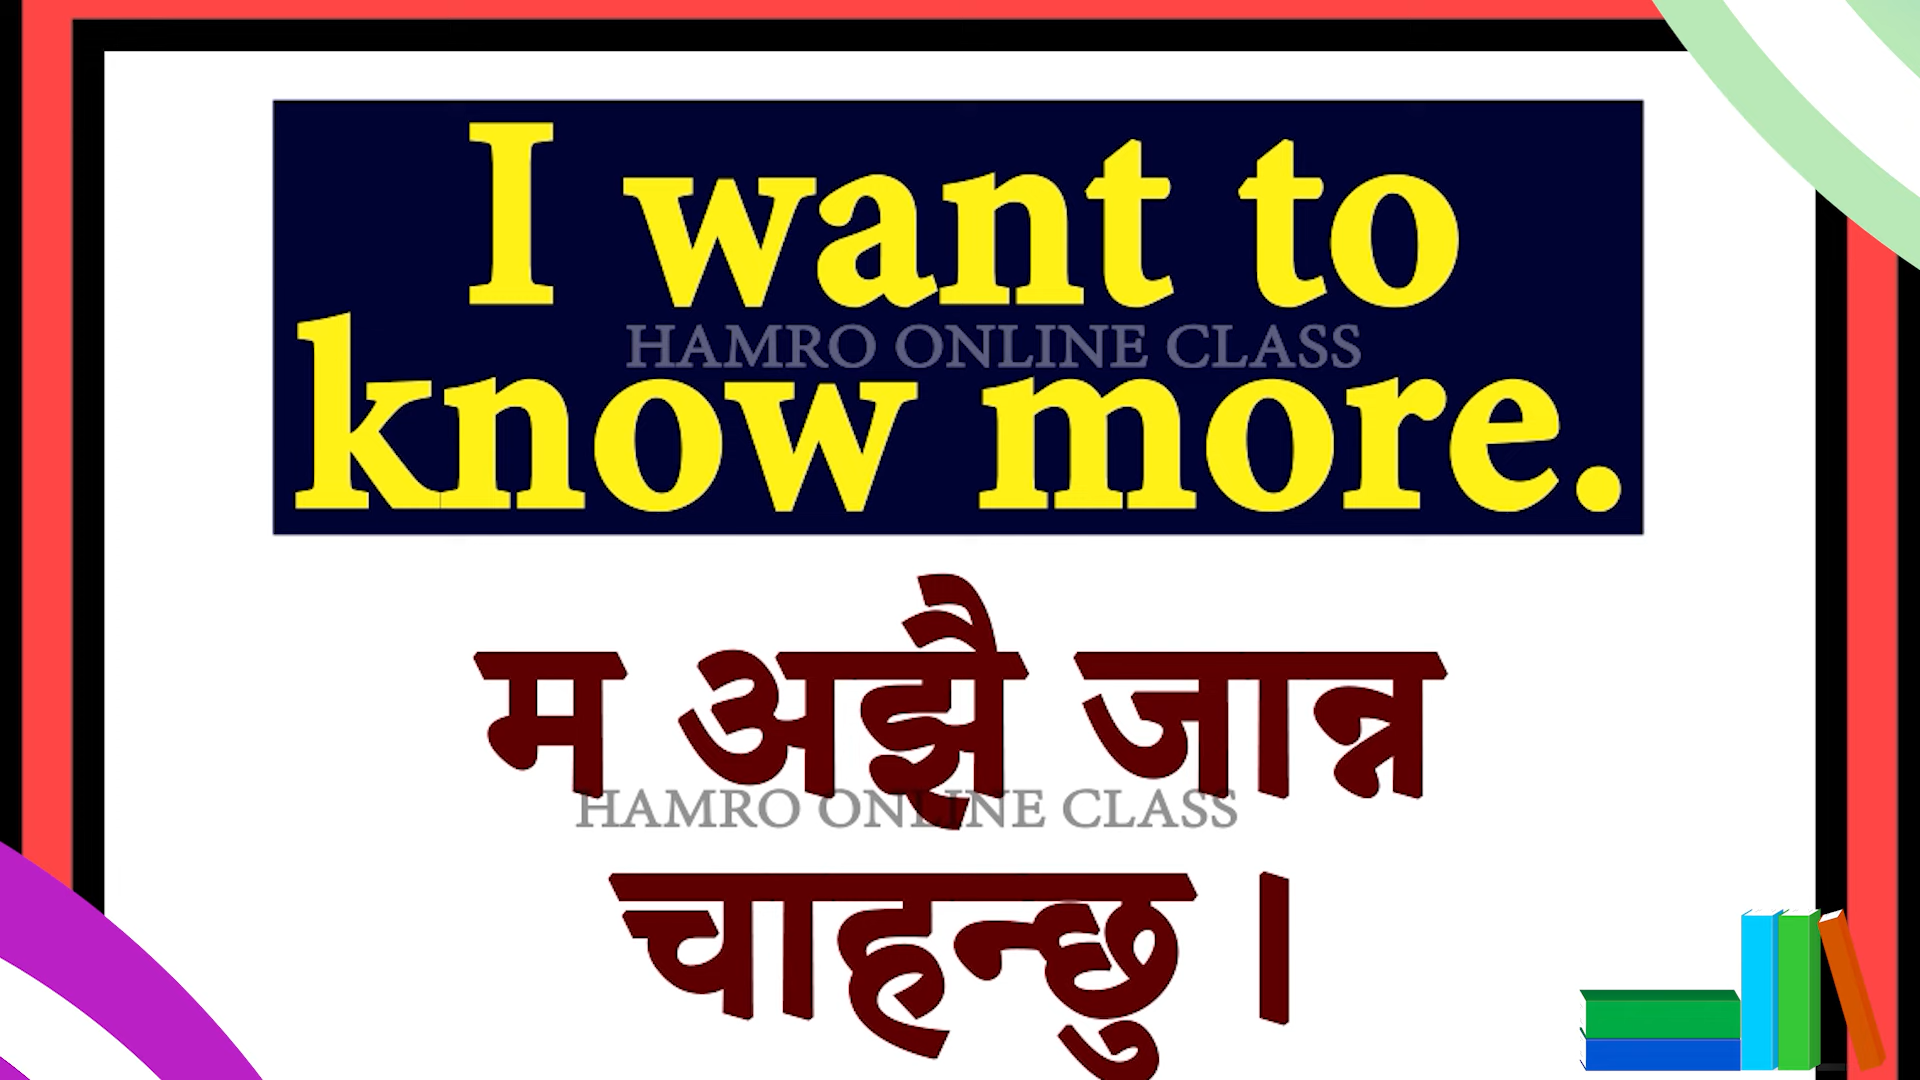 I want to
HAMRO ONLINE CLASS
know more.
म अझै जान्न
HAMRO ONLINE CLASS
चाहन्छु ।